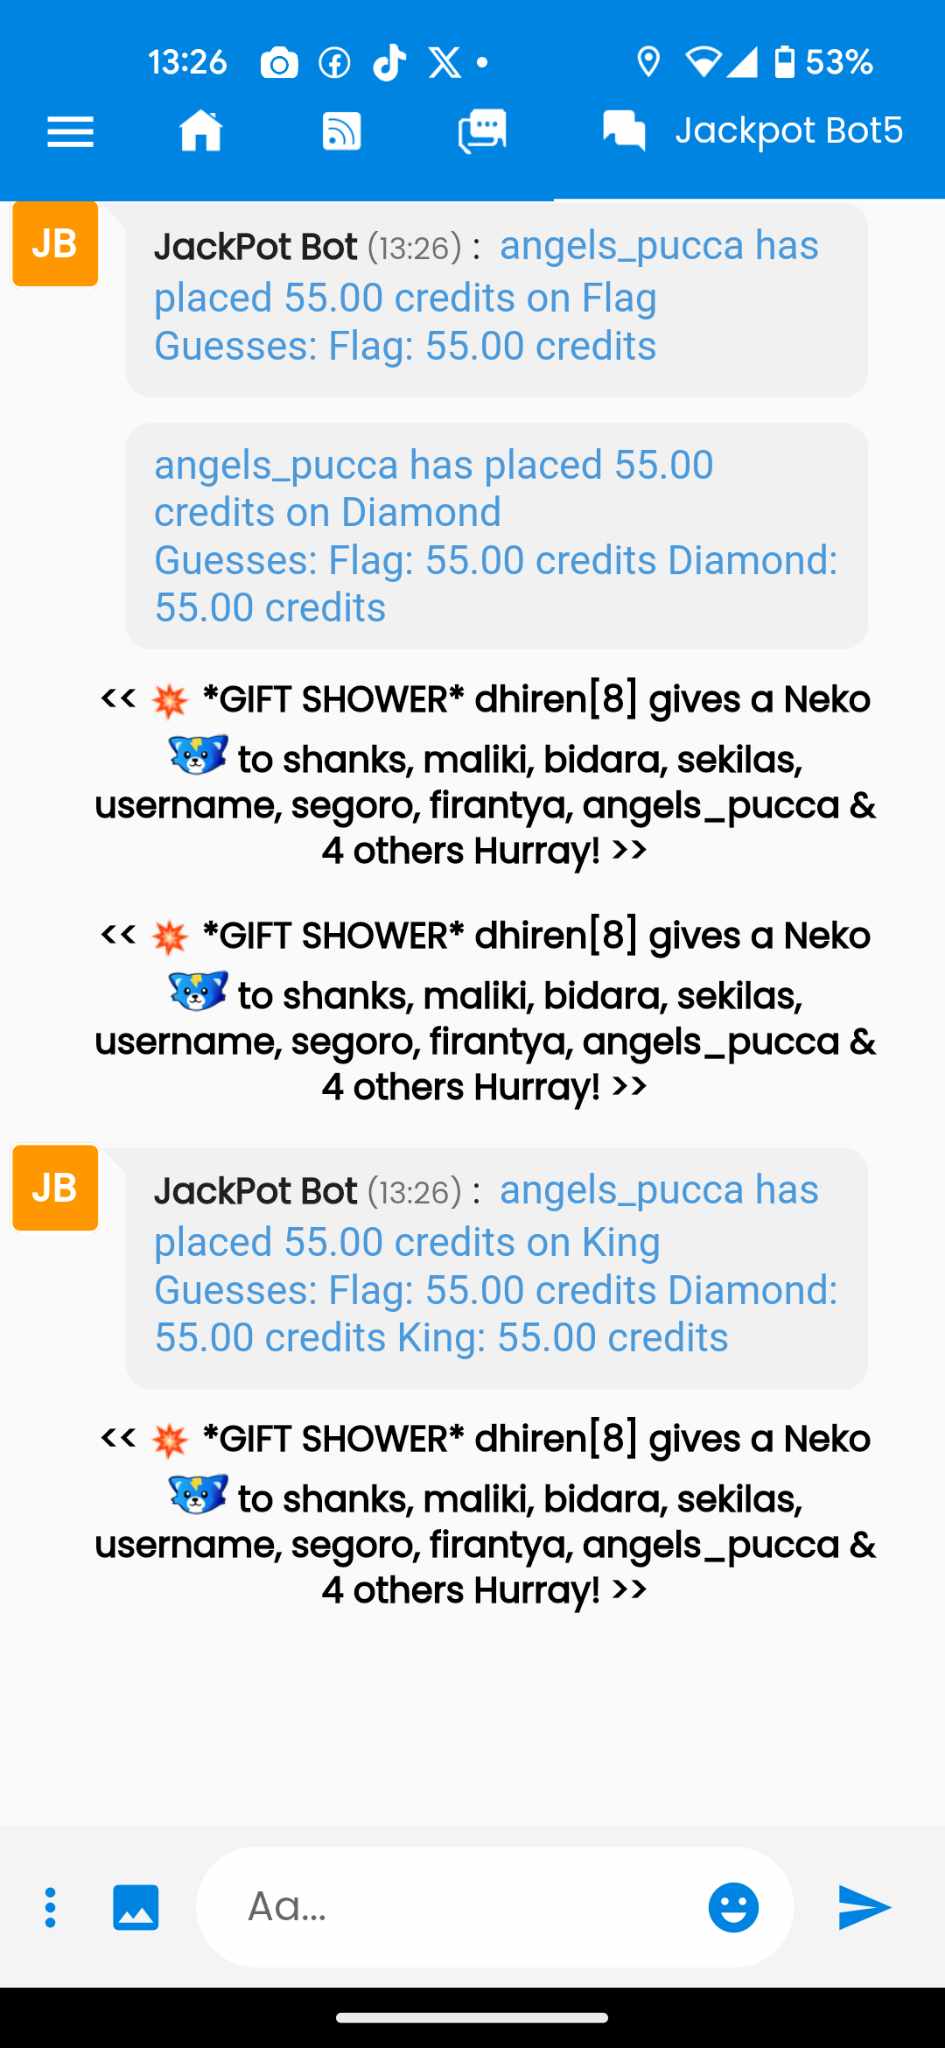 13:26 53%
Jackpot Bot5
JB
JackPot Bot (13:26) : angels_pucca has
placed 55.00 credits on Flag
Guesses: Flag: 55.00 credits
angels_pucca has placed 55.00
credits on Diamond
Guesses: Flag: 55.00 credits Diamond:
55.00 credits
<< 💥 *GIFT SHOWER* dhiren[8] gives a Neko
to shanks, maliki, bidara, sekilas,
username, segoro, firantya, angels_pucca &
4 others Hurray! >>
<< 💥 *GIFT SHOWER* dhiren[8] gives a Neko
to shanks, maliki, bidara, sekilas,
username, segoro, firantya, angels_pucca &
4 others Hurray! >>
JB
JackPot Bot (13:26) : angels_pucca has
placed 55.00 credits on King
Guesses: Flag: 55.00 credits Diamond:
55.00 credits King: 55.00 credits
<< 💥 *GIFT SHOWER* dhiren[8] gives a Neko
to shanks, maliki, bidara, sekilas,
username, segoro, firantya, angels_pucca &
4 others Hurray! >>
Aa...